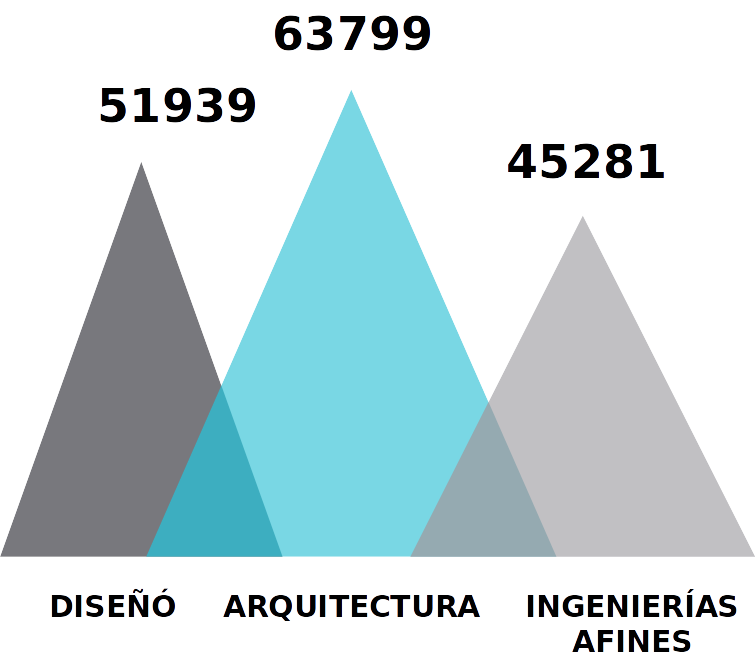 63799
51939
45281
DISEÑÓ
ARQUITECTURA
INGENIERÍAS
AFINES